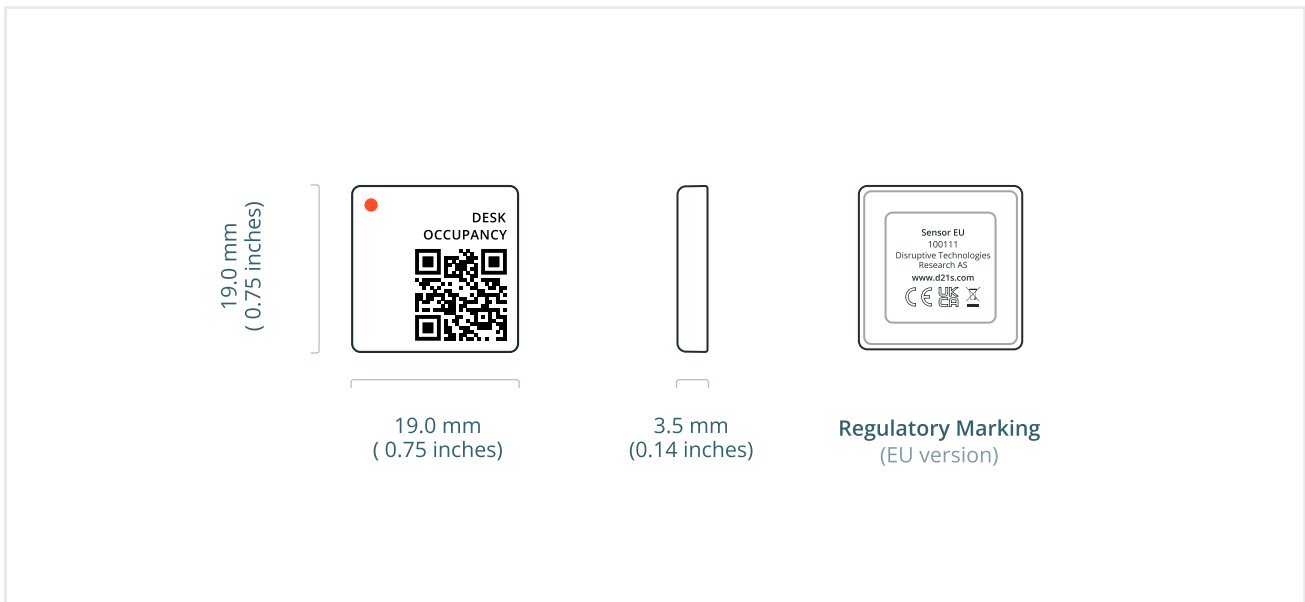 19.0 mm
( 0.75 inches)
DESK
OCCUPANCY
19.0 mm
( 0.75 inches)
3.5 mm
(0.14 inches)
Sensor EU
100111
Disruptive Technologies
Research AS
www.d21s.com
CE UK
CA
Regulatory Marking
(EU version)